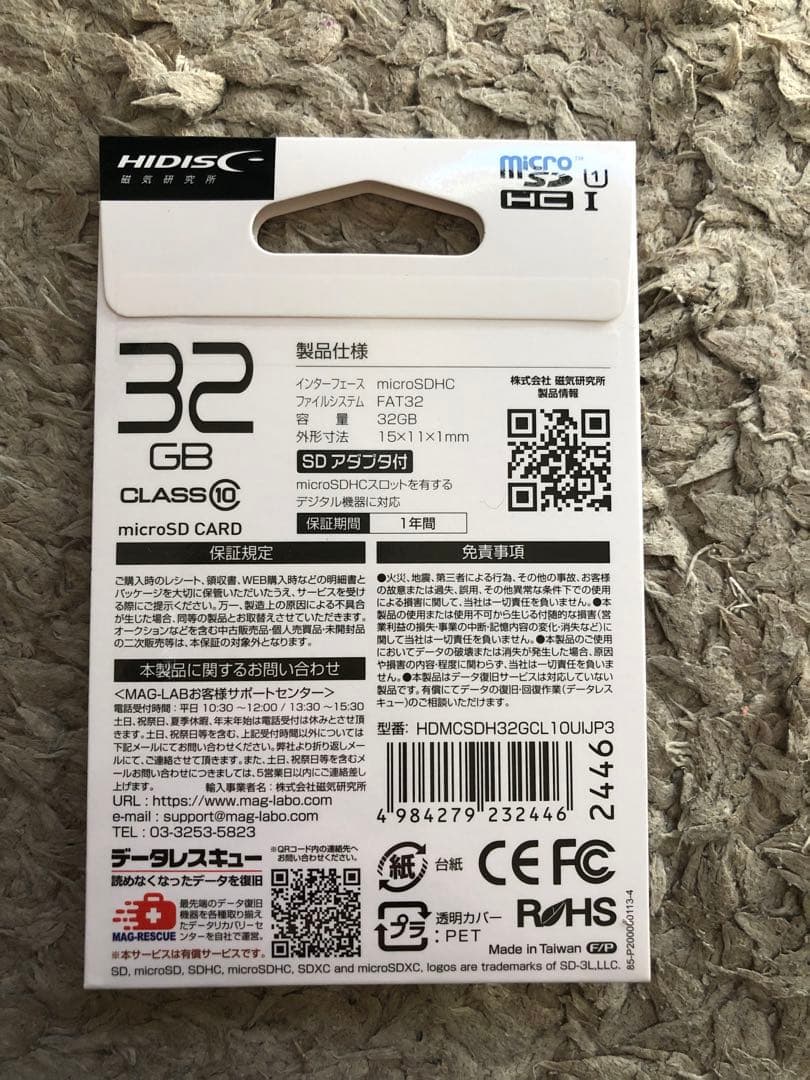 HIDISC
磁気研究所
micro SD HC I 1
32
GB
CLASS 10
microSD CARD
製品仕様
インターフェース microSDHC
ファイルシステム FAT32
容量 32GB
外形寸法 15×11×1mm
SD アダプタ付
microSDHCスロットを有する
デジタル機器に対応
保証期間 1年間
株式会社 磁気研究所
製品情報
保証規定
ご購入時のレシート、領収書、WEB購入時などの明細書と
パッケージを大切に保管いただいたうえ、サービスを受け
る際にご提示ください。万一、製造上の原因による不具合
が生じた場合、同等の製品とお取替えさせていただきます。
オークションなどを含む中古販売品・個人売買品・未開封品
の二次販売等は、本保証の対象外となります。
本製品に関するお問い合わせ
<MAG-LABお客様サポートセンター>
電話受付時間：平日 10:30～12:00 / 13:30～15:30
土日、祝祭日、夏季休暇、年末年始は電話受付は休みとさせ頂
きます。土日、祝祭日等を含む、上記受付時間以外については
下記メールにてお問い合わせください。弊社より折り返しメー
ルにて、ご連絡させて頂きます。また、土日、祝祭日等を含むメ
ールお問い合わせにつきましては、5営業日以内にご連絡差し
上げます。 輸入事業者名：株式会社磁気研究所
URL : https://www.mag-labo.com
e-mail : support@mag-labo.com
TEL : 03-3253-5823
データレスキュー
読めなくなったデータを復旧
※QRコード内の連絡先へ
お問い合わせください。
MAG-RESCUE
最先端のデータ復旧
機器を各種取り揃え
たデータリカバリーセ
ンターを自社で運営。
※本サービスは有償サービスです。
免責事項
●火災、地震、第三者による行為、その他の事故、お客様
の故意または過失、誤用、その他異常な条件下での使用
による損害に関して、当社は一切責任を負いません。●本
製品の使用または使用不可から生じる付随的な損害(営
業利益の損失・事業の中断・記憶内容の変化・消失など)に
関して当社は一切責任を負いません。●本製品のご使用
においてデータの破壊または消失が発生した場合、原因
や損害の内容・程度に関わらず、当社は一切責任を負いま
せん。●本製品はデータ復旧サービスは対応していない
製品です。有償にてデータの復旧・回復作業(データレス
キュー)のご相談いただけます。
型番: HDMCSDH32GCL10UIJP3
4 984279 232446
2446
紙 台紙
CE FC
プラ 透明カバー
: PET
RoHS
Made in Taiwan F/P
85-P200000113-4
SD, microSD, SDHC, microSDHC, SDXC and microSDXC, logos are trademarks of SD-3L,LLC.